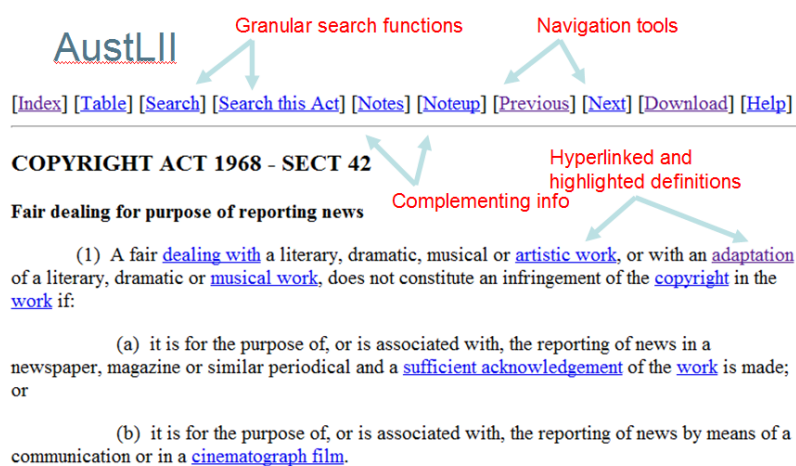 Granular search functions
Navigation tools
AustLII
[Index] [Table] [Search] [Search this Act] [Notes] [Noteup] [Previous] [Next] [Download] [Help]
COPYRIGHT ACT 1968 - SECT 42
Hyperlinked and
highlighted definitions
Complementing info
Fair dealing for purpose of reporting news
(1) A fair dealing with a literary, dramatic, musical or artistic work, or with an adaptation
of a literary, dramatic or musical work, does not constitute an infringement of the copyright in the
work if:
(a) it is for the purpose of, or is associated with, the reporting of news in a
newspaper, magazine or similar periodical and a sufficient acknowledgement of the work is made;
or
(b) it is for the purpose of, or is associated with, the reporting of news by means of a
communication or in a cinematograph film.